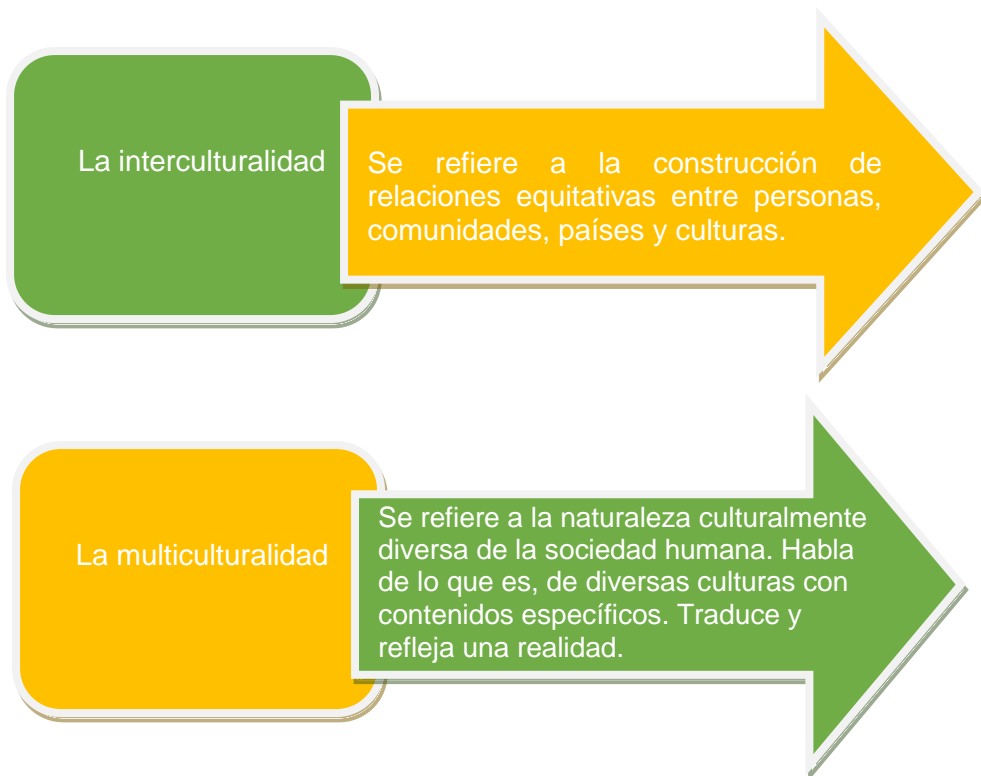 La interculturalidad
Se refiere a la construcción de
relaciones equitativas entre personas,
comunidades, países y culturas.
La multiculturalidad
Se refiere a la naturaleza culturalmente
diversa de la sociedad humana. Habla
de lo que es, de diversas culturas con
contenidos específicos. Traduce y
refleja una realidad.